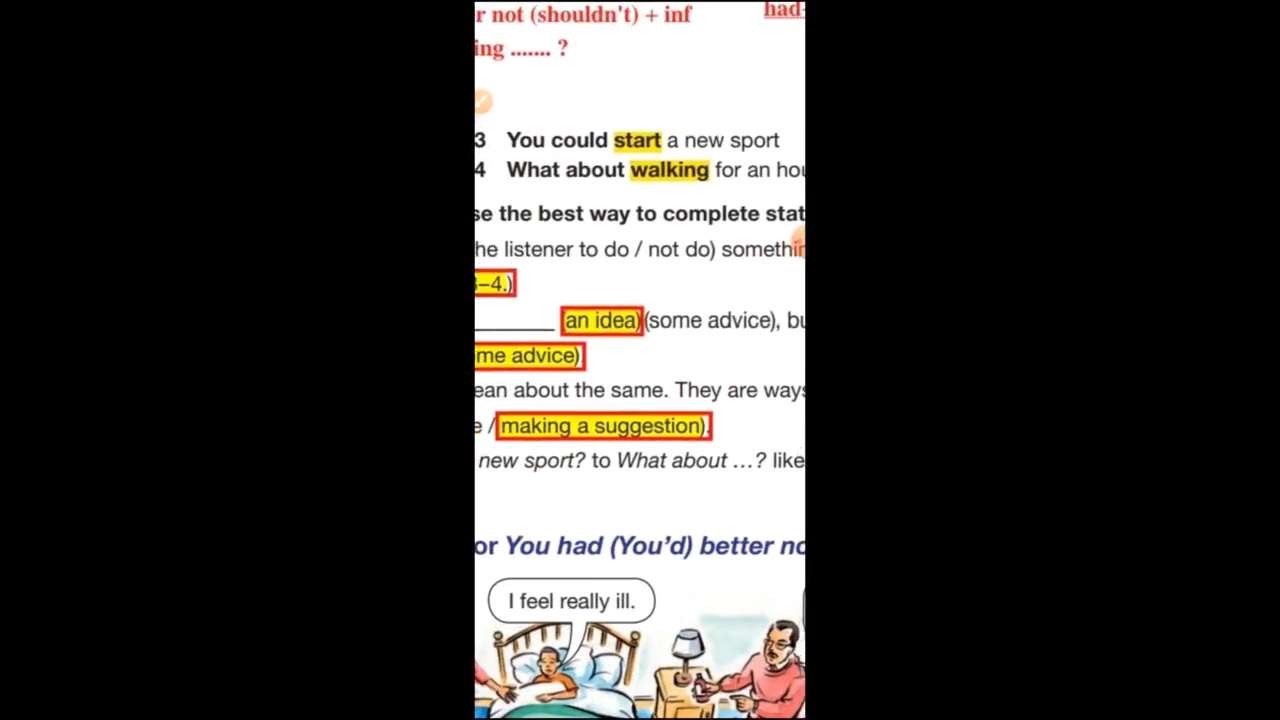 r not (shouldn't) + inf
had-
ing ....... ?
3 You could start a new sport
4 What about walking for an hou
se the best way to complete stat
he listener to do / not do) somethin
–4.)
________ (an idea) (some advice), bu
me advice).
ean about the same. They are ways
e / making a suggestion).
new sport? to What about …? like
or You had (You’d) better no
I feel really ill.